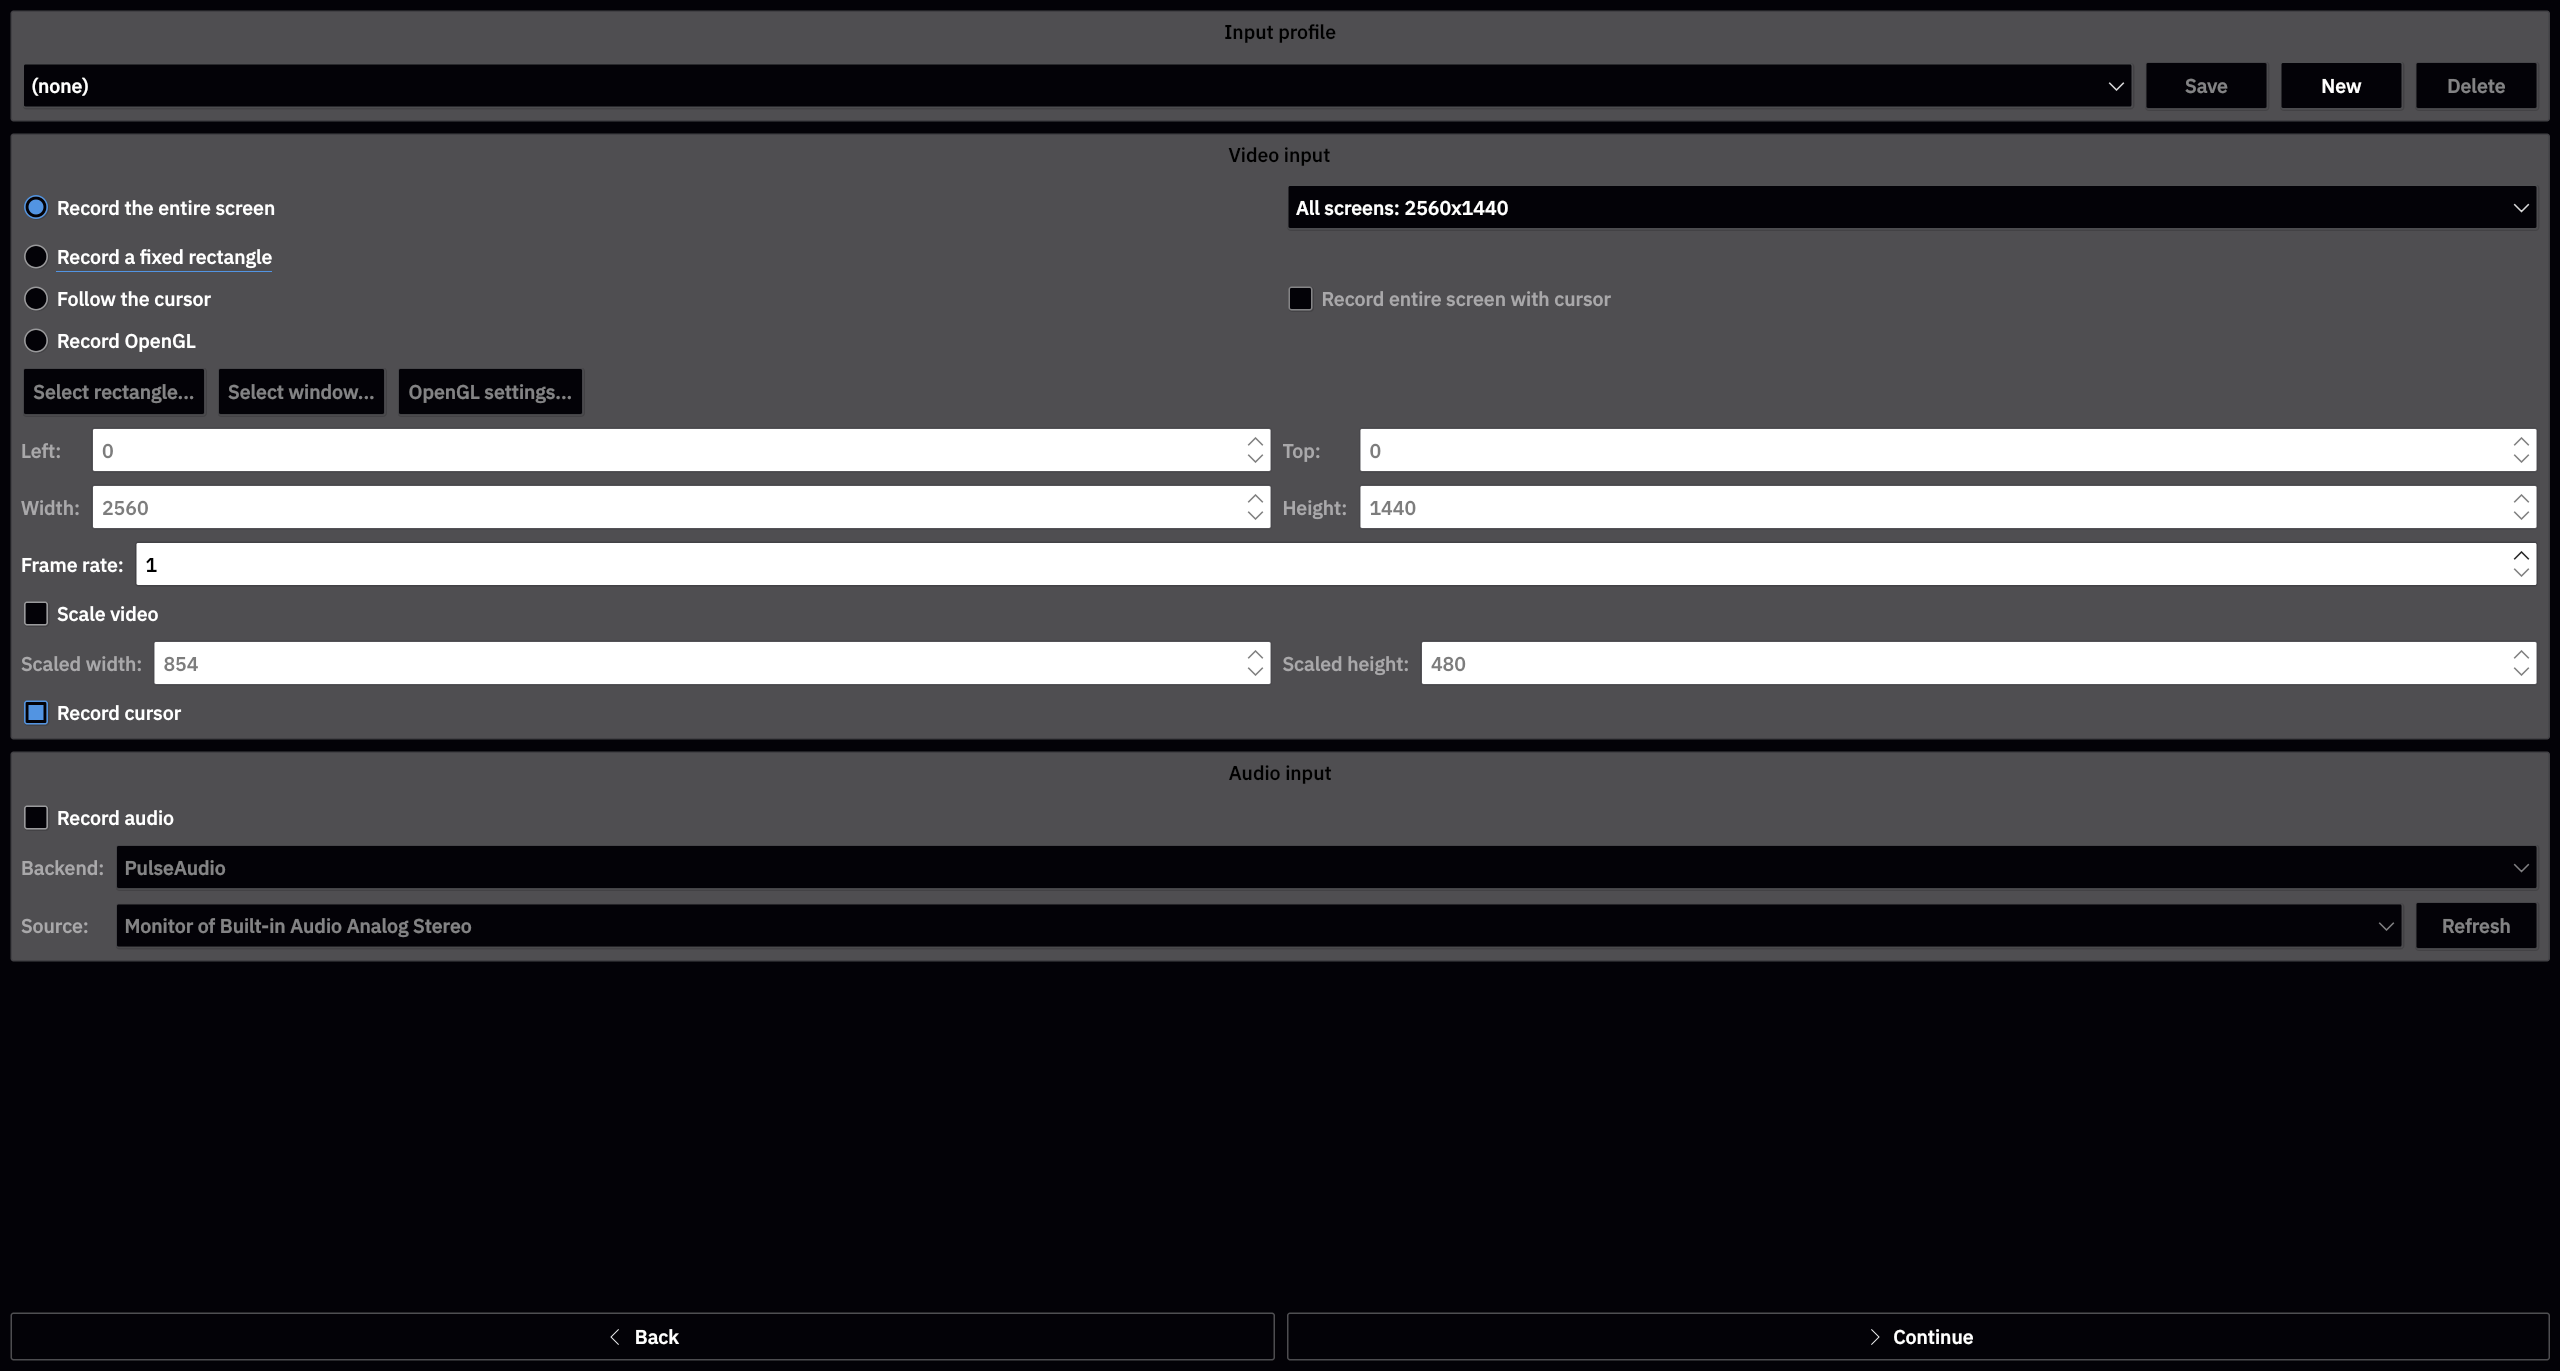 Input profile
(none) Save New Delete
Video input
Record the entire screen All screens: 2560x1440
Record a fixed rectangle
Follow the cursor Record entire screen with cursor
Record OpenGL
Select rectangle... Select window... OpenGL settings...
Left: 0 Top: 0
Width: 2560 Height: 1440
Frame rate: 1
Scale video
Scaled width: 854 Scaled height: 480
Record cursor
Audio input
Record audio
Backend: PulseAudio
Source: Monitor of Built-in Audio Analog Stereo Refresh
Back Continue